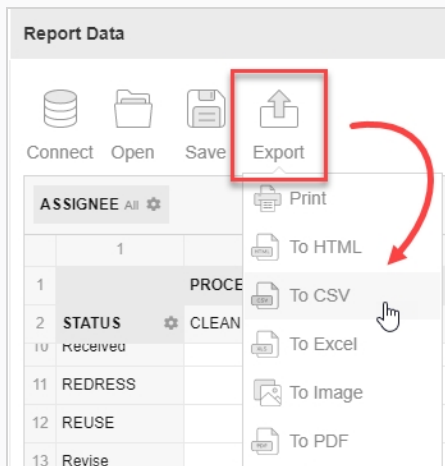 Report Data
Connect Open Save Export
ASSIGNEE All
Print
To HTML
To CSV
To Excel
To Image
To PDF
1
1 PROCE
2 STATUS CLEAN
10 Received
11 REDRESS
12 REUSE
13 Revise